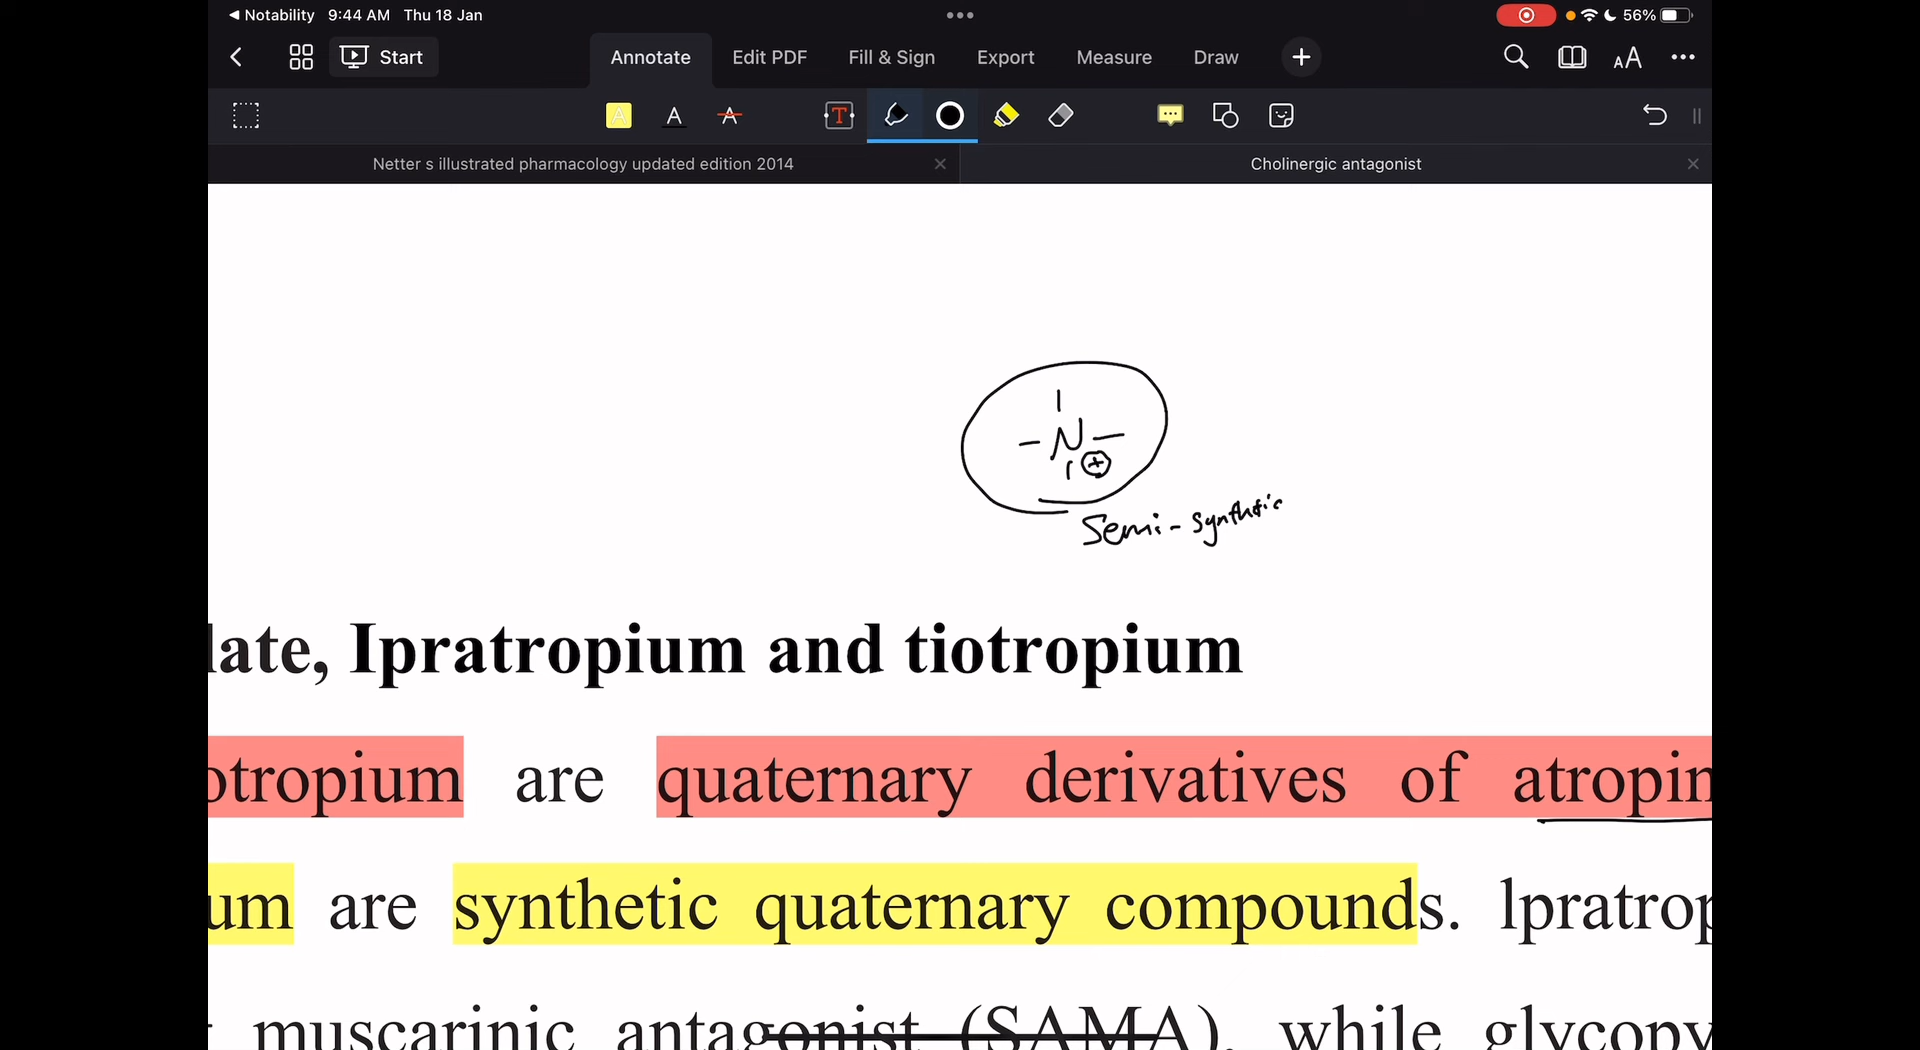 Notability 9:44 AM Thu 18 Jan 56%
Start Annotate Edit PDF Fill & Sign Export Measure Draw
A A A T AA
Netter s illustrated pharmacology updated edition 2014 Cholinergic antagonist
N
+
Semi-synthetic
late, Ipratropium and tiotropium
otropium are quaternary derivatives of atropin
um are synthetic quaternary compounds. Ipratrop
muscarinic antagonist (SAMA), while glycopy